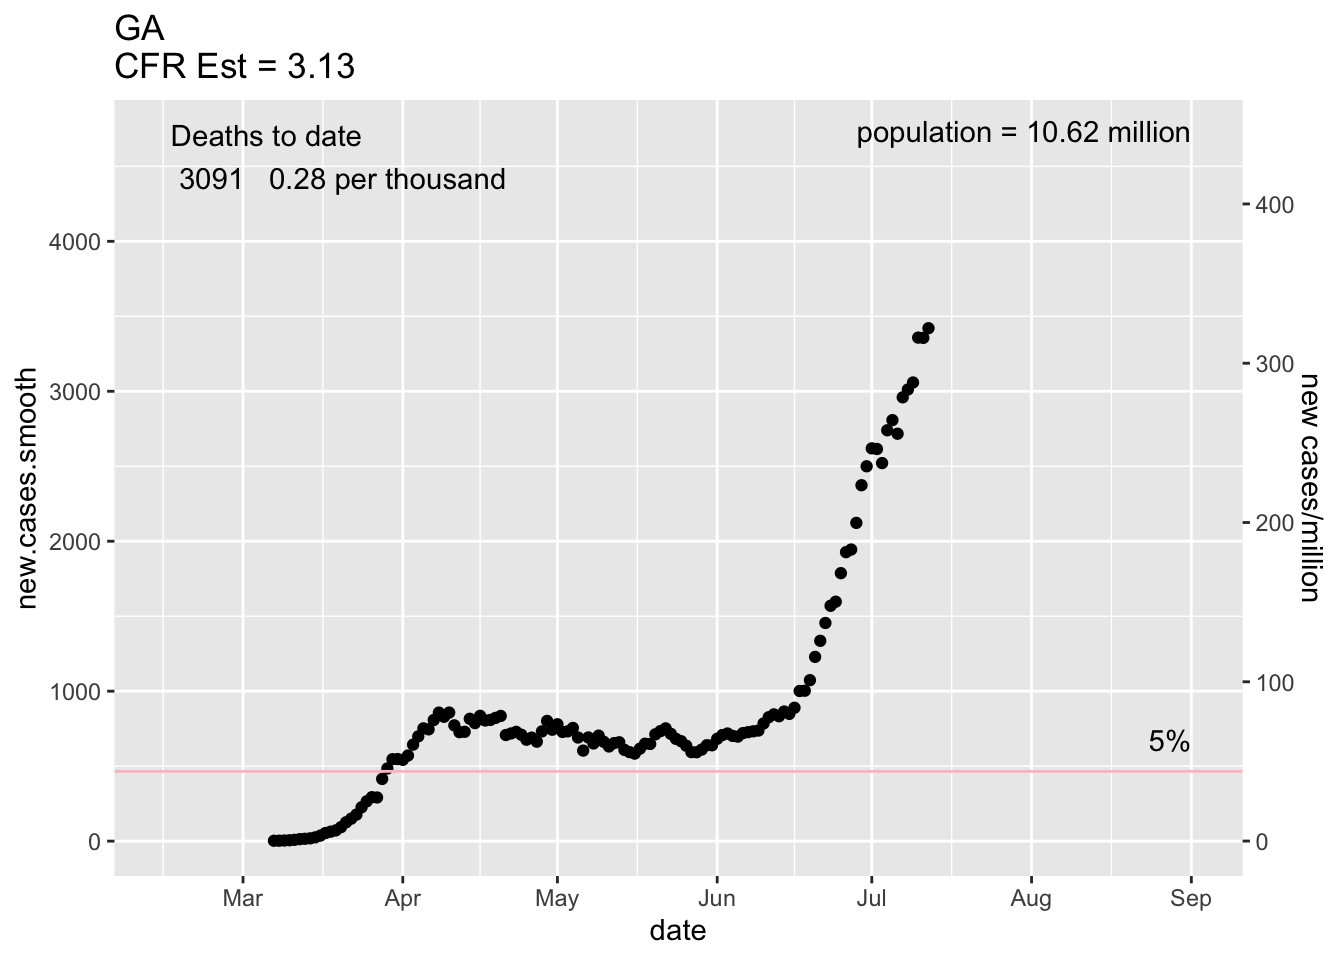 GA
CFR Est = 3.13
Deaths to date
3091 0.28 per thousand
population = 10.62 million
4000
3000
2000
1000
0
new.cases.smooth
400
300
200
100
0
new cases/million
5%
Mar Apr May Jun Jul Aug Sep
date